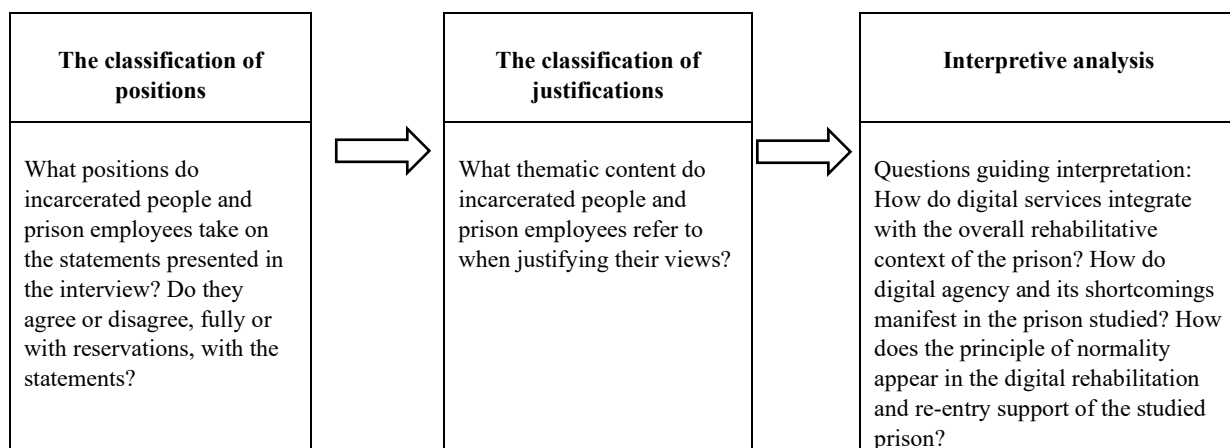 The classification of
positions
What positions do
incarcerated people and
prison employees take on
the statements presented in
the interview? Do they
agree or disagree, fully or
with reservations, with the
statements?
The classification of
justifications
What thematic content do
incarcerated people and
prison employees refer to
when justifying their views?
Interpretive analysis
Questions guiding interpretation:
How do digital services integrate
with the overall rehabilitative
context of the prison? How do
digital agency and its shortcomings
manifest in the prison studied? How
does the principle of normality
appear in the digital rehabilitation
and re-entry support of the studied
prison?